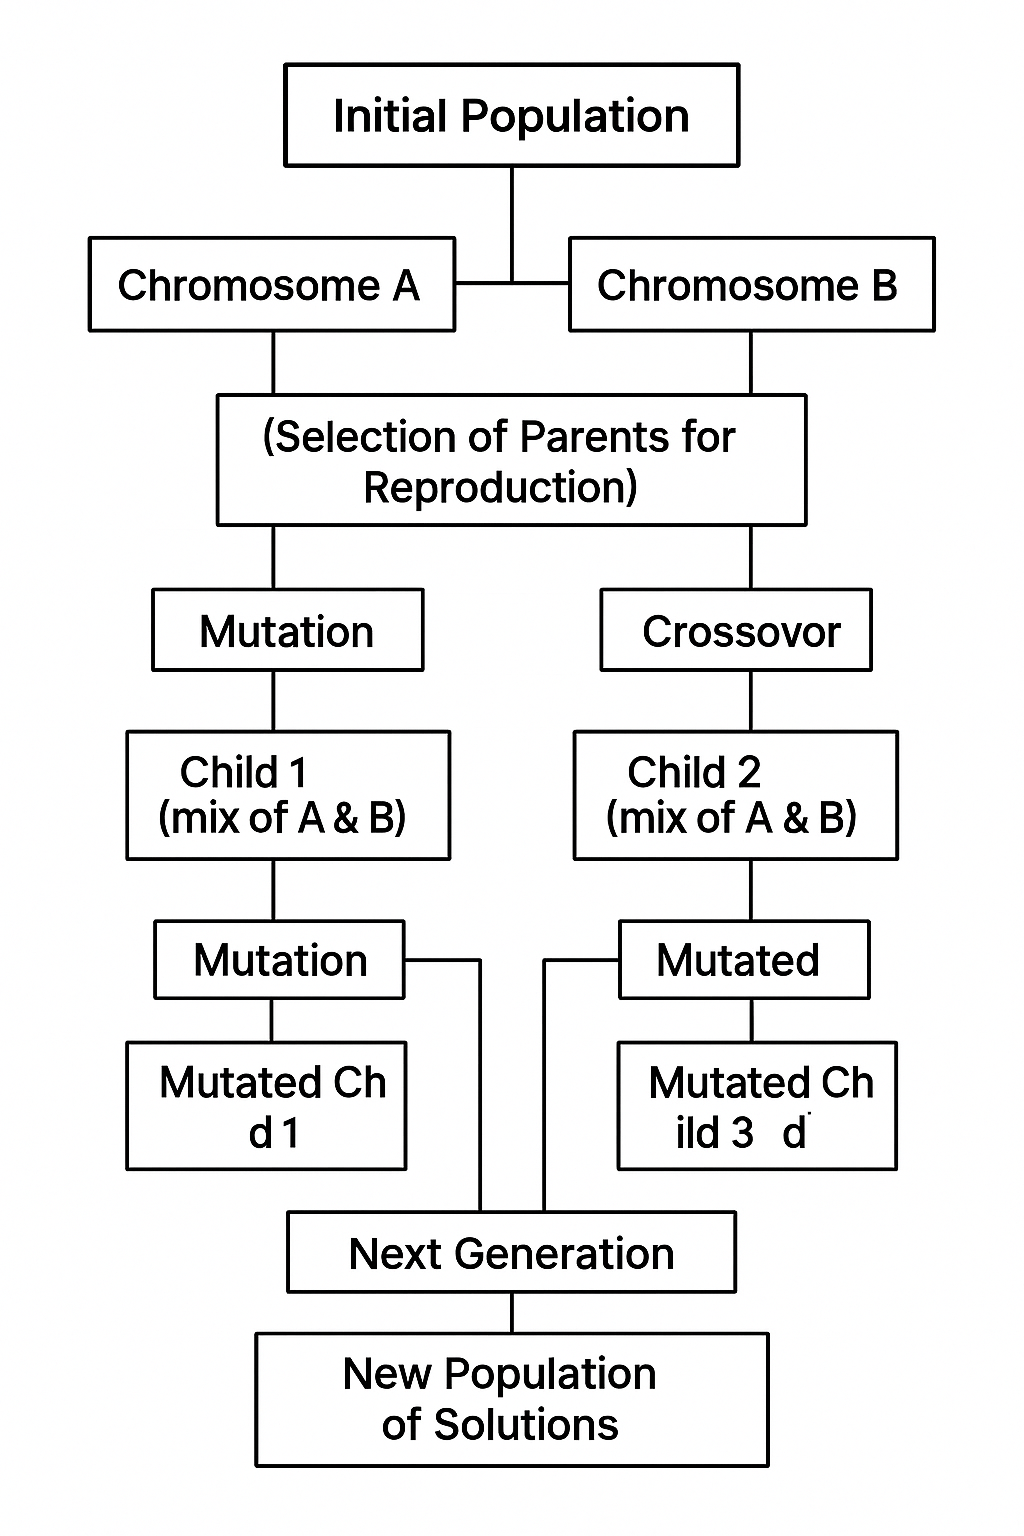 Initial Population
Chromosome A
Chromosome B
(Selection of Parents for
Reproduction)
Mutation
Crossovor
Child 1
(mix of A & B)
Child 2
(mix of A & B)
Mutation
Mutated
Mutated Ch
d 1
Mutated Ch
ild 3 d
Next Generation
New Population
of Solutions